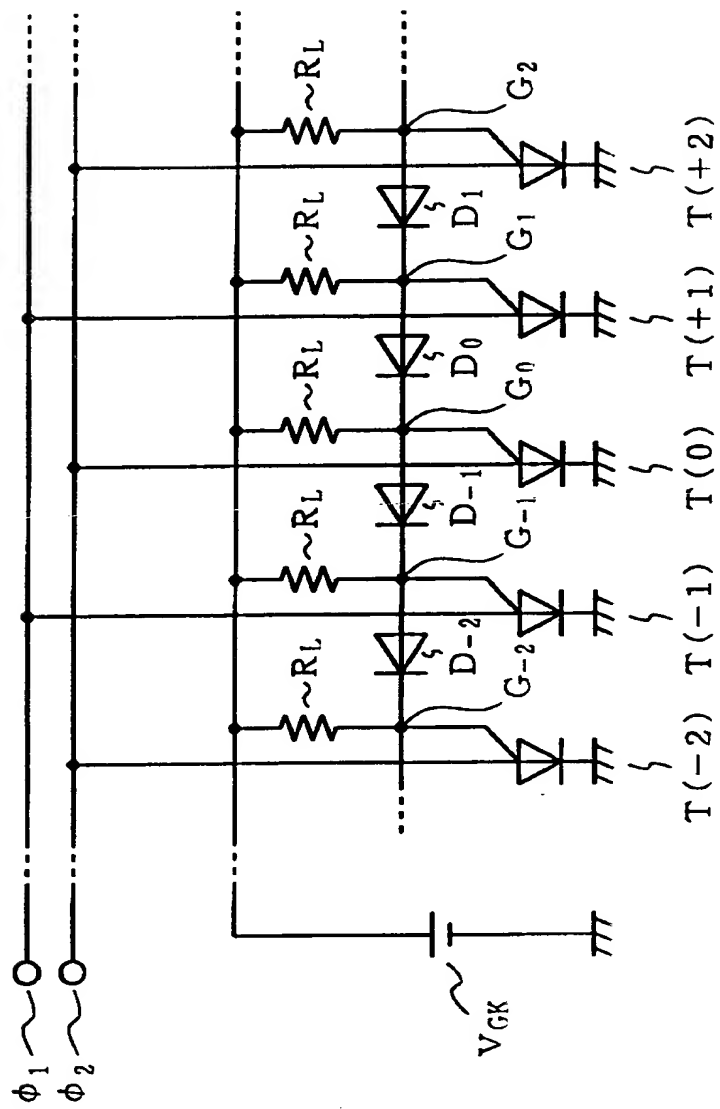 ϕ1
ϕ2
RL
RL
RL
RL
RL
VGK
D-2
D-1
D0
D1
G-2
G-1
G0
G1
G2
T(-2)
T(-1)
T(0)
T(+1)
T(+2)